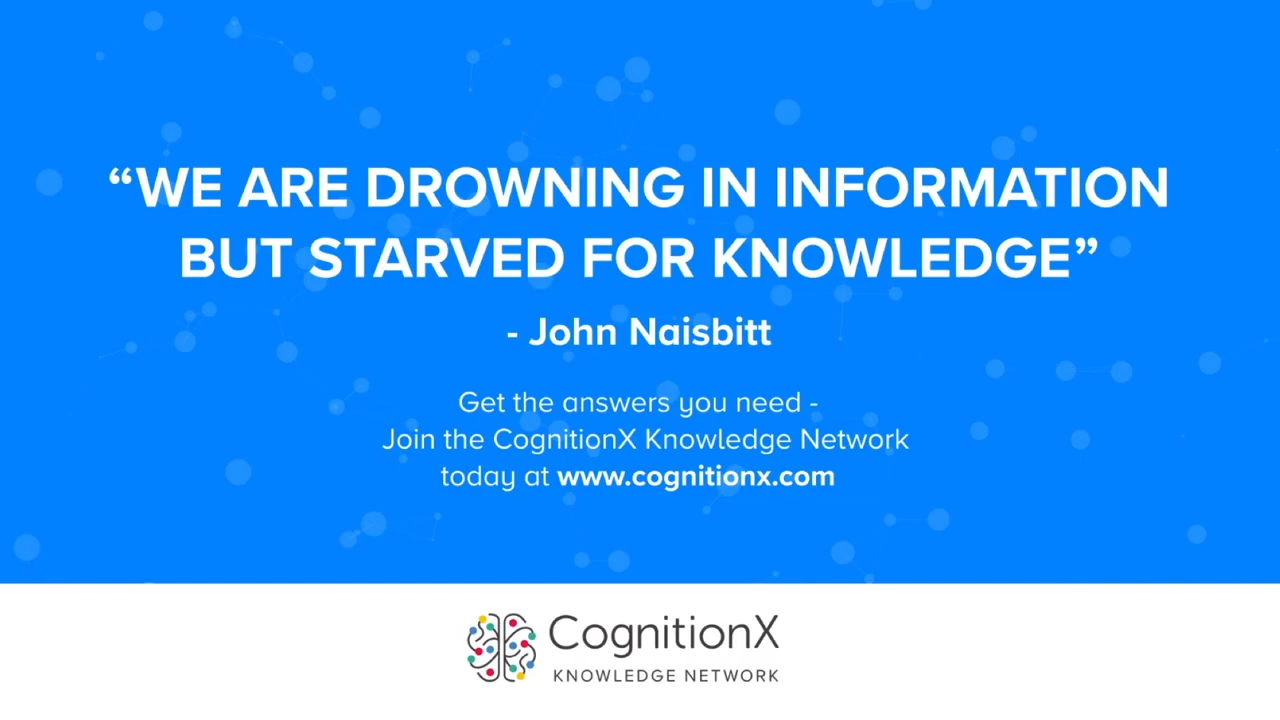 “WE ARE DROWNING IN INFORMATION
BUT STARVED FOR KNOWLEDGE”
- John Naisbitt
Get the answers you need -
Join the CognitionX Knowledge Network
today at www.cognitionx.com
CognitionX
KNOWLEDGE NETWORK